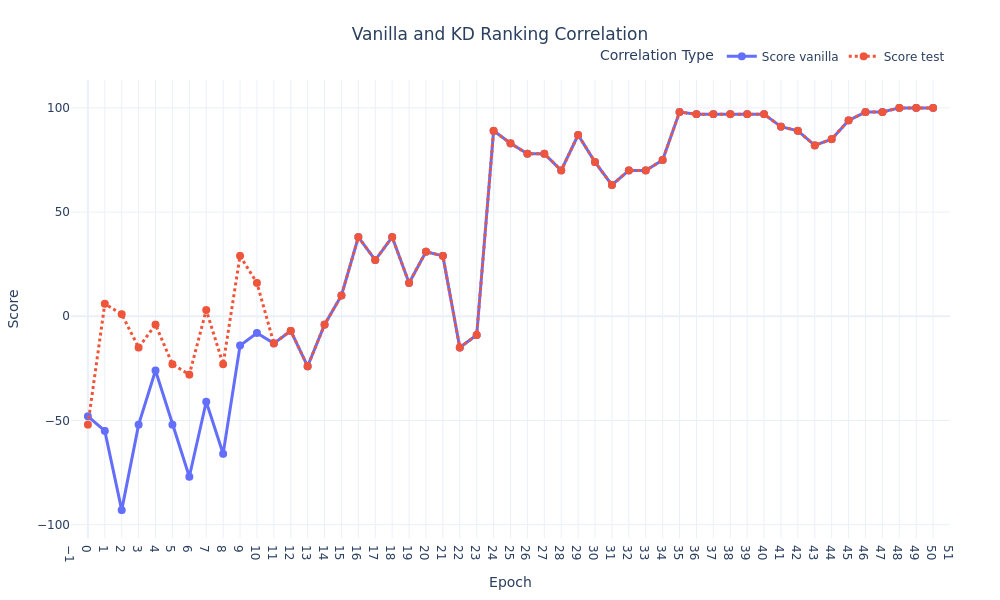 Vanilla and KD Ranking Correlation
Correlation Type Score vanilla Score test
100
50
0
−50
−100
Score
−1 0 1 2 3 4 5 6 7 8 9 10 11 12 13 14 15 16 17 18 19 20 21 22 23 24 25 26 27 28 29 30 31 32 33 34 35 36 37 38 39 40 41 42 43 44 45 46 47 48 49 50 51
Epoch